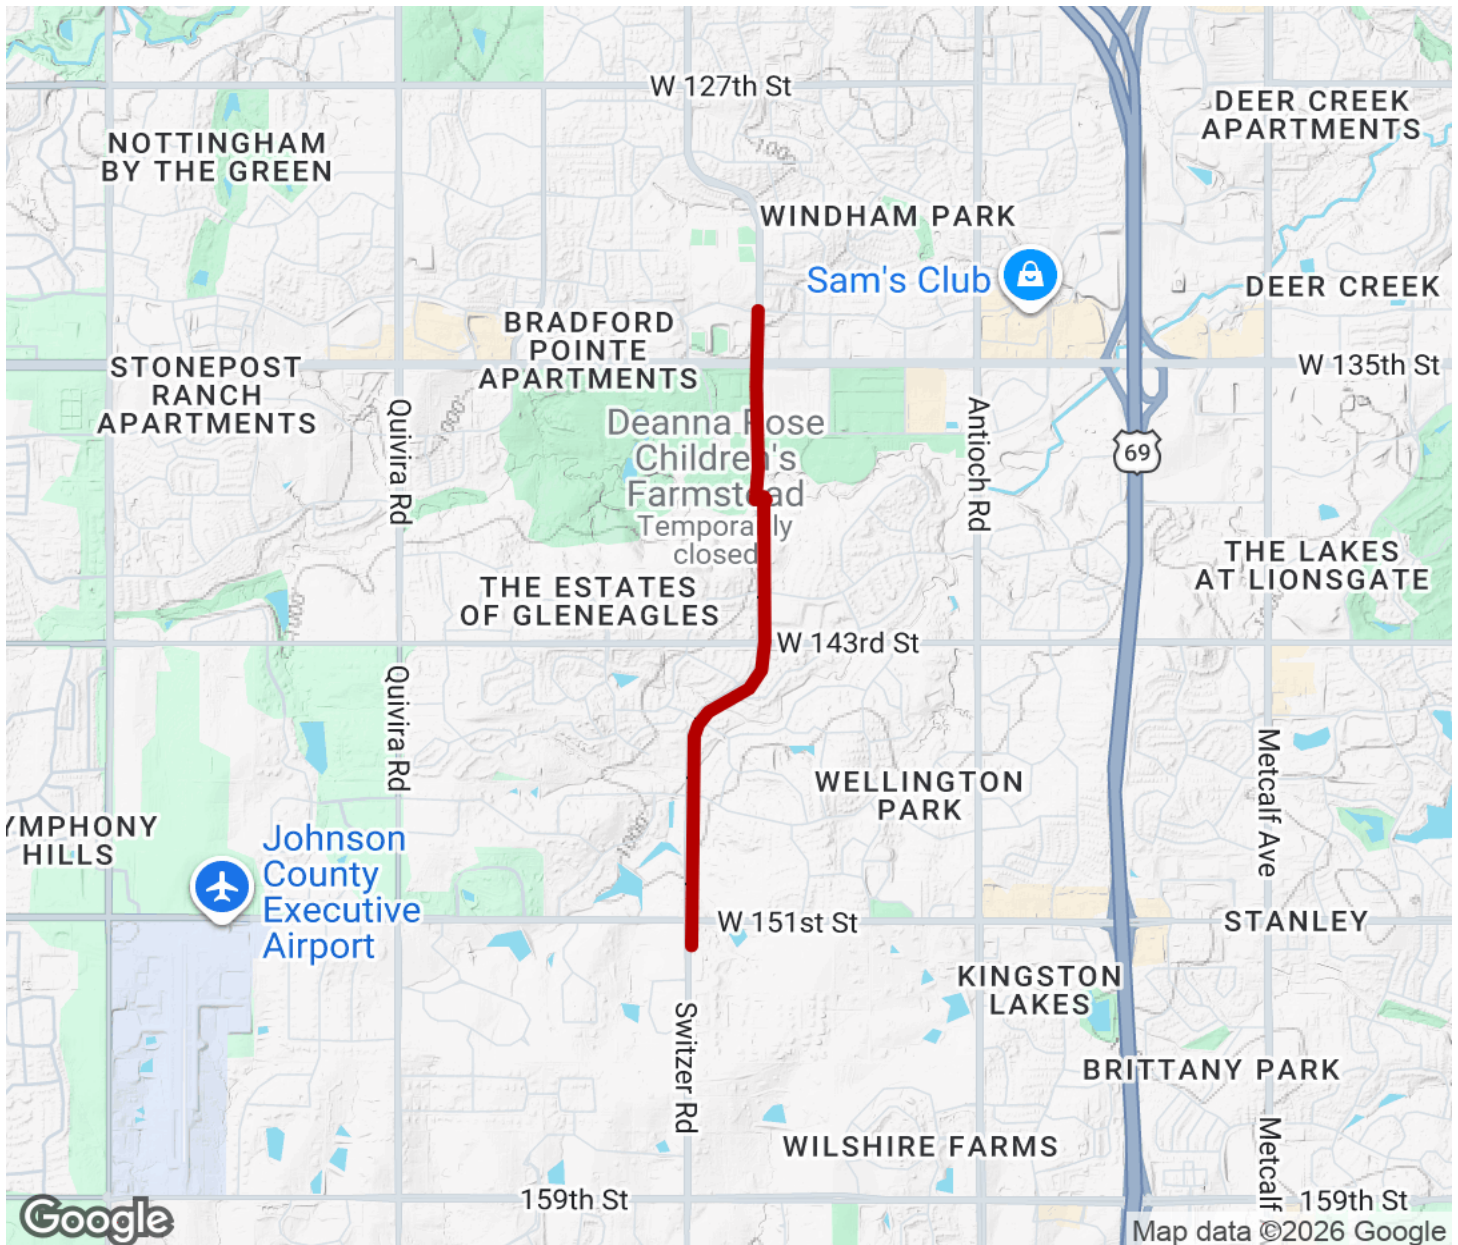 W 127th St
DEER CREEK
APARTMENTS
NOTTINGHAM
BY THE GREEN
WINDHAM PARK
Sam's Club
DEER CREEK
BRADFORD
POINTE
APARTMENTS
STONEPOST
RANCH
APARTMENTS
W 135th St
Quivira Rd
Deanna Rose
Children's
Farmstead
Temporarily
closed
Antioch Rd
69
THE LAKES
AT LIONSGATE
THE ESTATES
OF GLENEAGLES
W 143rd St
Quivira Rd
WELLINGTON
PARK
Metcalf Ave
YMPHONY
HILLS
Johnson
County
Executive
Airport
W 151st St
STANLEY
KINGSTON
LAKES
Switzer Rd
BRITTANY PARK
WILSHIRE FARMS
Metcalf
159th St
159th St
Google
Map data ©2026 Google